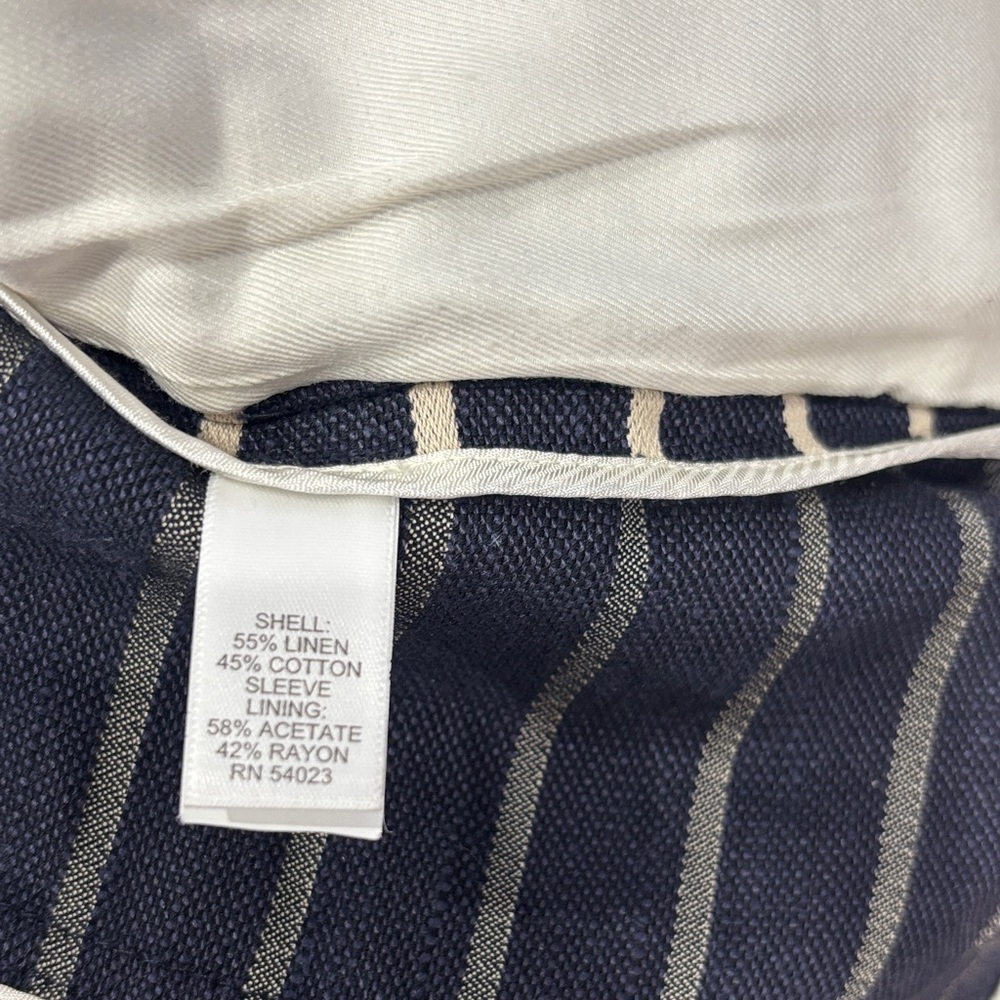 SHELL:
55% LINEN
45% COTTON
SLEEVE
LINING:
58% ACETATE
42% RAYON
RN 54023